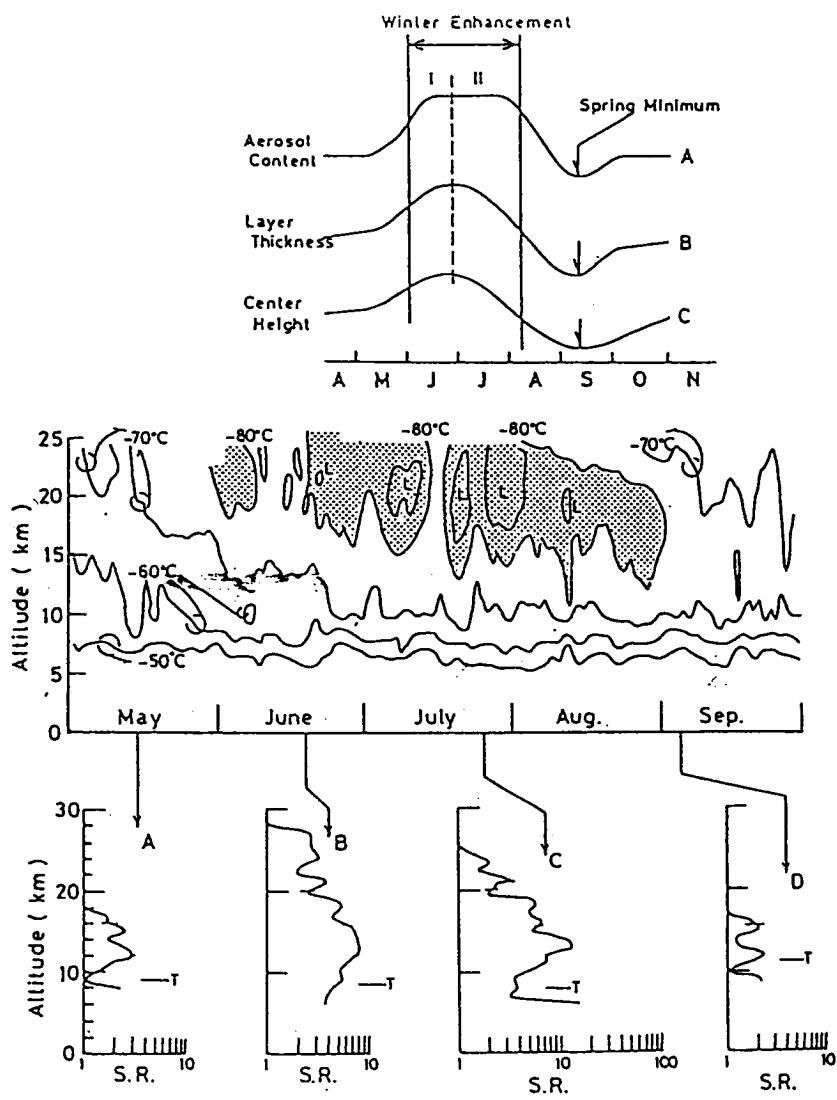 Winter Enhancement
I II
Spring Minimum
Aerosol Content A
Layer Thickness B
Center Height C
A M J J A S O N
-70°C -80°C -80°C -80°C -70°C
25
20
L L L L L
15
-60°C
10
-50°C
5
0
Altitude ( km )
May June July Aug. Sep.
30
A B C D
20
10
T T T
0
Altitude ( km )
1 10 1 10 1 10 100 1 10
S.R. S.R. S.R. S.R.